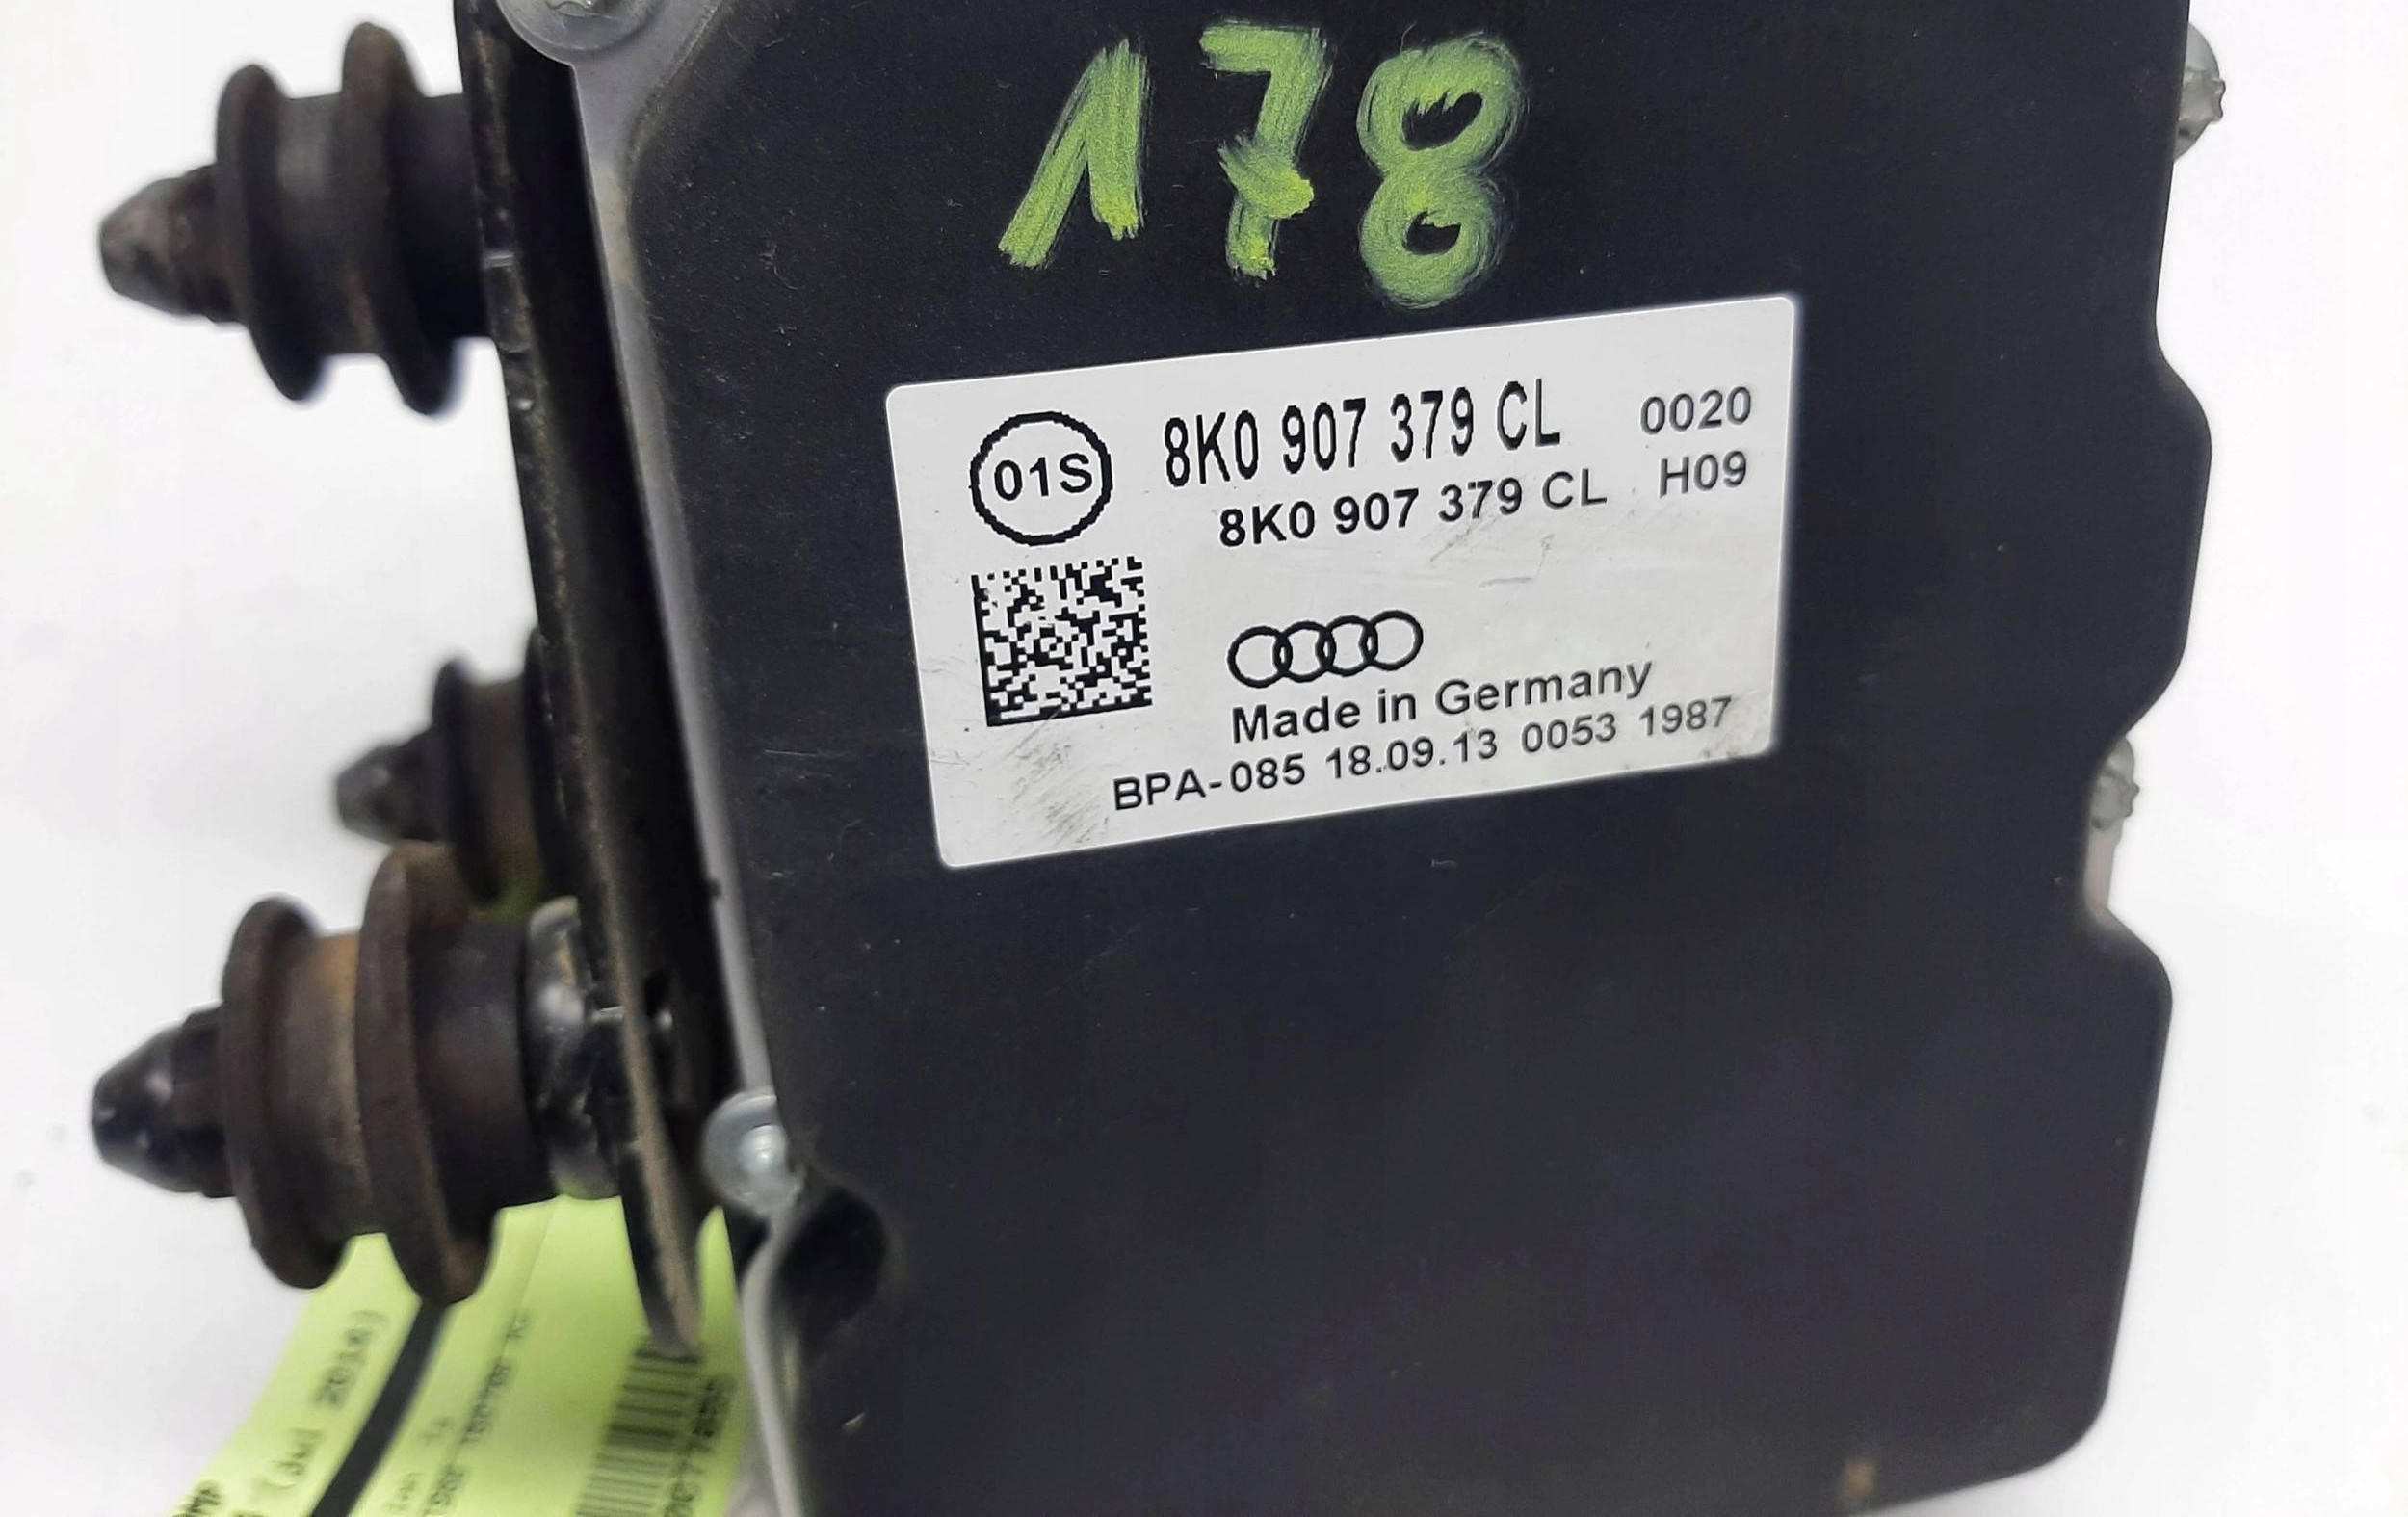 178
01S
8K0 907 379 CL 0020
8K0 907 379 CL H09
Made in Germany
BPA-085 18.09.13 0053 1987